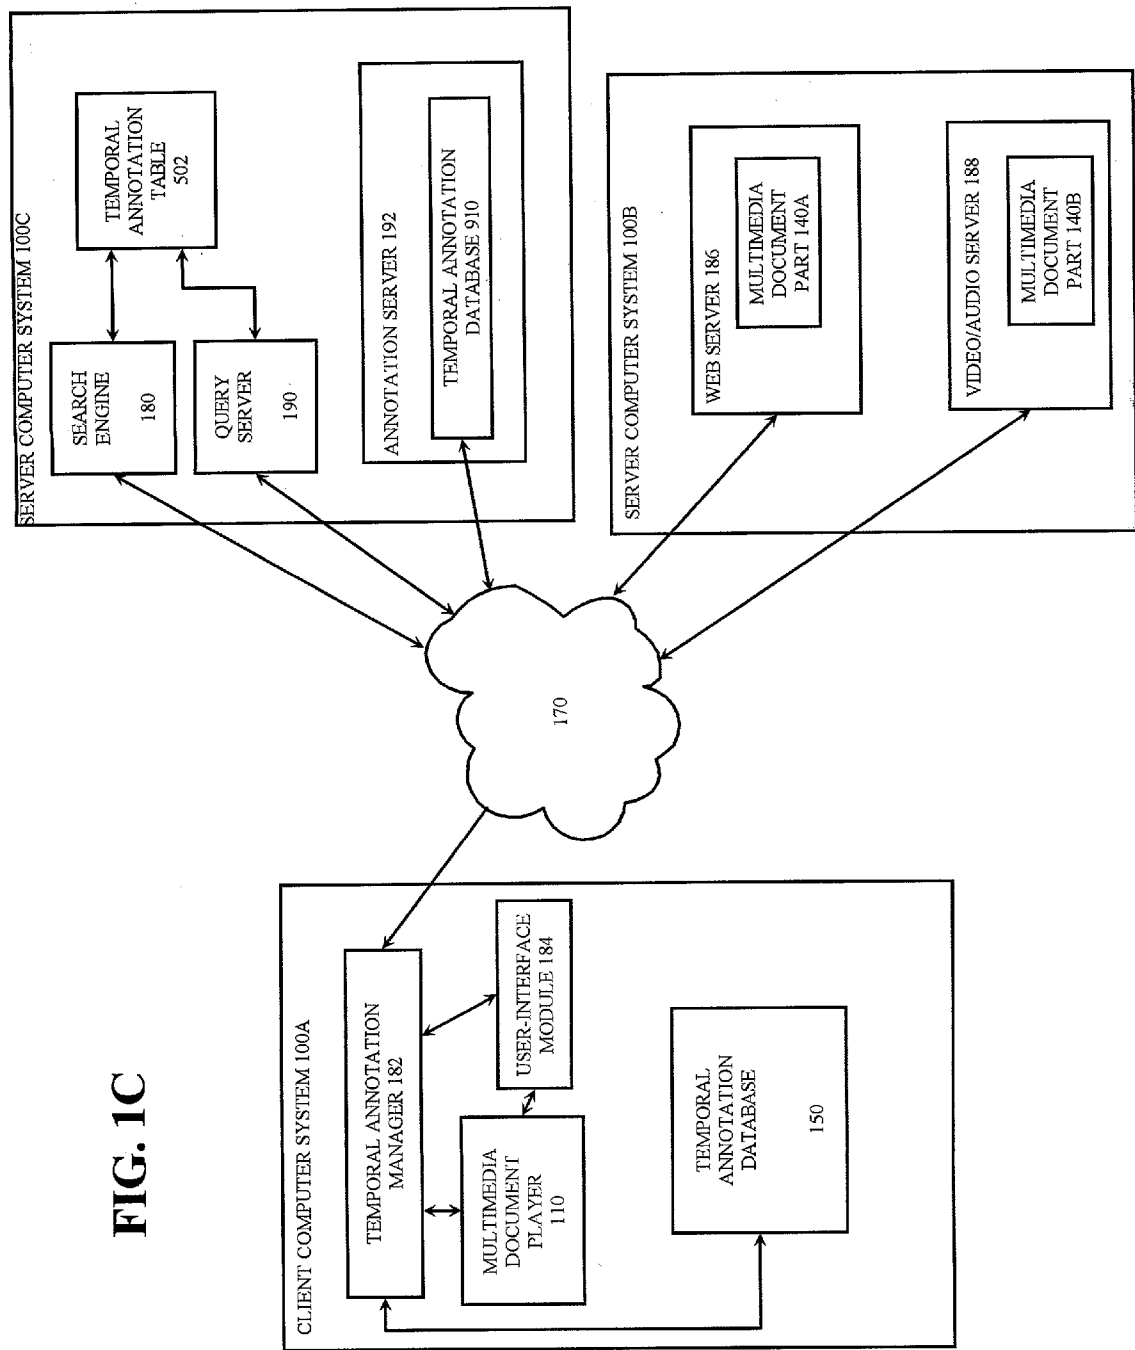 FIG. 1C
CLIENT COMPUTER SYSTEM 100A
TEMPORAL ANNOTATION
MANAGER 182
MULTIMEDIA
DOCUMENT
PLAYER
110
USER-INTERFACE
MODULE 184
TEMPORAL
ANNOTATION
DATABASE
150
170
SERVER COMPUTER SYSTEM 100C
SEARCH
ENGINE
180
QUERY
SERVER
190
TEMPORAL
ANNOTATION
TABLE
502
ANNOTATION SERVER 192
TEMPORAL ANNOTATION
DATABASE 910
SERVER COMPUTER SYSTEM 100B
WEB SERVER 186
MULTIMEDIA
DOCUMENT
PART 140A
VIDEO/AUDIO SERVER 188
MULTIMEDIA
DOCUMENT
PART 140B